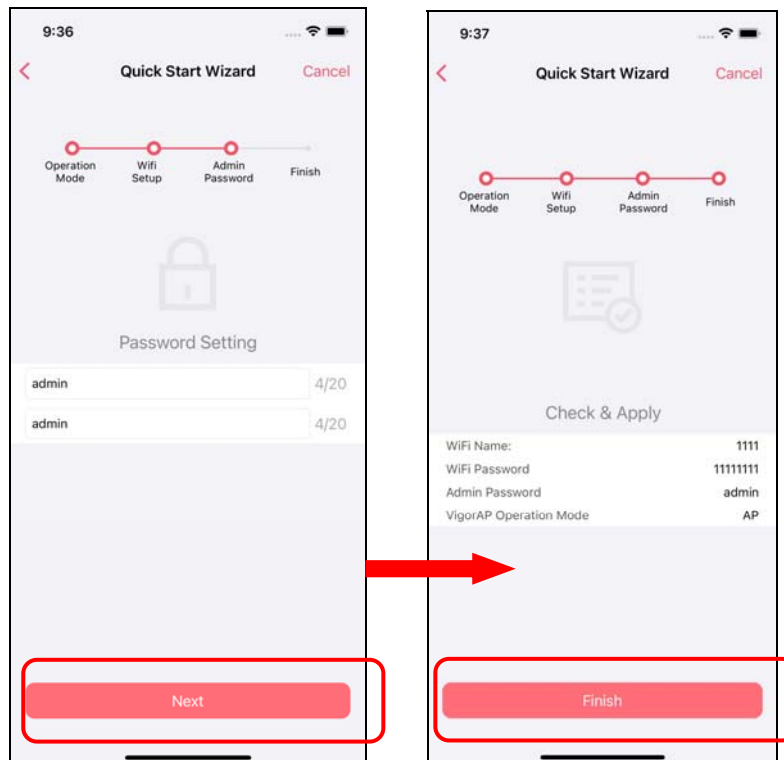 9:36
Quick Start Wizard
Cancel
Operation Mode
Wifi Setup
Admin Password
Finish
Password Setting
admin 4/20
admin 4/20
Next
9:37
Quick Start Wizard
Cancel
Operation Mode
Wifi Setup
Admin Password
Finish
Check & Apply
WiFi Name: 1111
WiFi Password 11111111
Admin Password admin
VigorAP Operation Mode AP
Finish